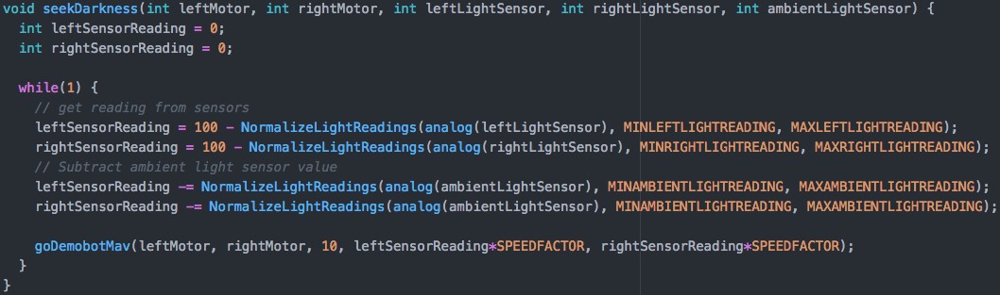 void seekDarkness(int leftMotor, int rightMotor, int leftLightSensor, int rightLightSensor, int ambientLightSensor) {
  int leftSensorReading = 0;
  int rightSensorReading = 0;

  while(1) {
    // get reading from sensors
    leftSensorReading = 100 - NormalizeLightReadings(analog(leftLightSensor), MINLEFTLIGHTREADING, MAXLEFTLIGHTREADING);
    rightSensorReading = 100 - NormalizeLightReadings(analog(rightLightSensor), MINRIGHTLIGHTREADING, MAXRIGHTLIGHTREADING);
    // Subtract ambient light sensor value
    leftSensorReading -= NormalizeLightReadings(analog(ambientLightSensor), MINAMBIENTLIGHTREADING, MAXAMBIENTLIGHTREADING);
    rightSensorReading -= NormalizeLightReadings(analog(ambientLightSensor), MINAMBIENTLIGHTREADING, MAXAMBIENTLIGHTREADING);

    goDemobotMav(leftMotor, rightMotor, 10, leftSensorReading*SPEEDFACTOR, rightSensorReading*SPEEDFACTOR);
  }
}